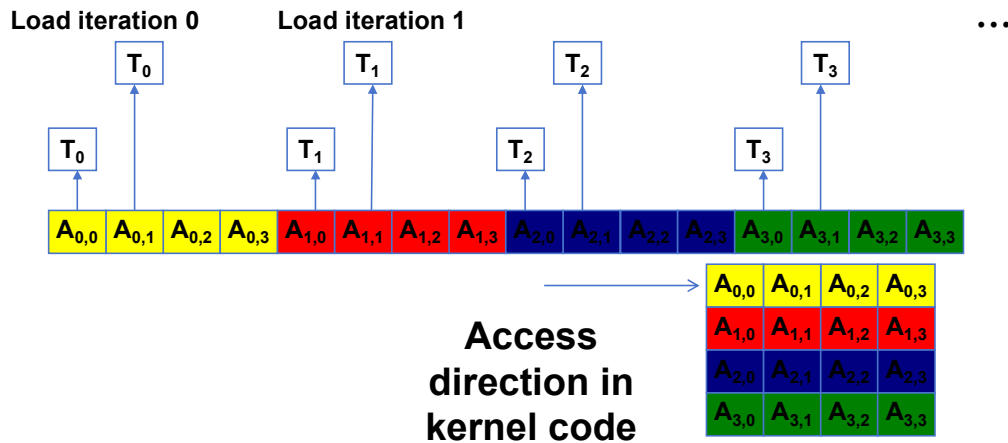 Load iteration 0 Load iteration 1 …
T₀ T₁ T₂ T₃
T₀ T₁ T₂ T₃
A₀,₀ A₀,₁ A₀,₂ A₀,₃ A₁,₀ A₁,₁ A₁,₂ A₁,₃ A₂,₀ A₂,₁ A₂,₂ A₂,₃ A₃,₀ A₃,₁ A₃,₂ A₃,₃
A₀,₀ A₀,₁ A₀,₂ A₀,₃
A₁,₀ A₁,₁ A₁,₂ A₁,₃
A₂,₀ A₂,₁ A₂,₂ A₂,₃
A₃,₀ A₃,₁ A₃,₂ A₃,₃
Access
direction in
kernel code